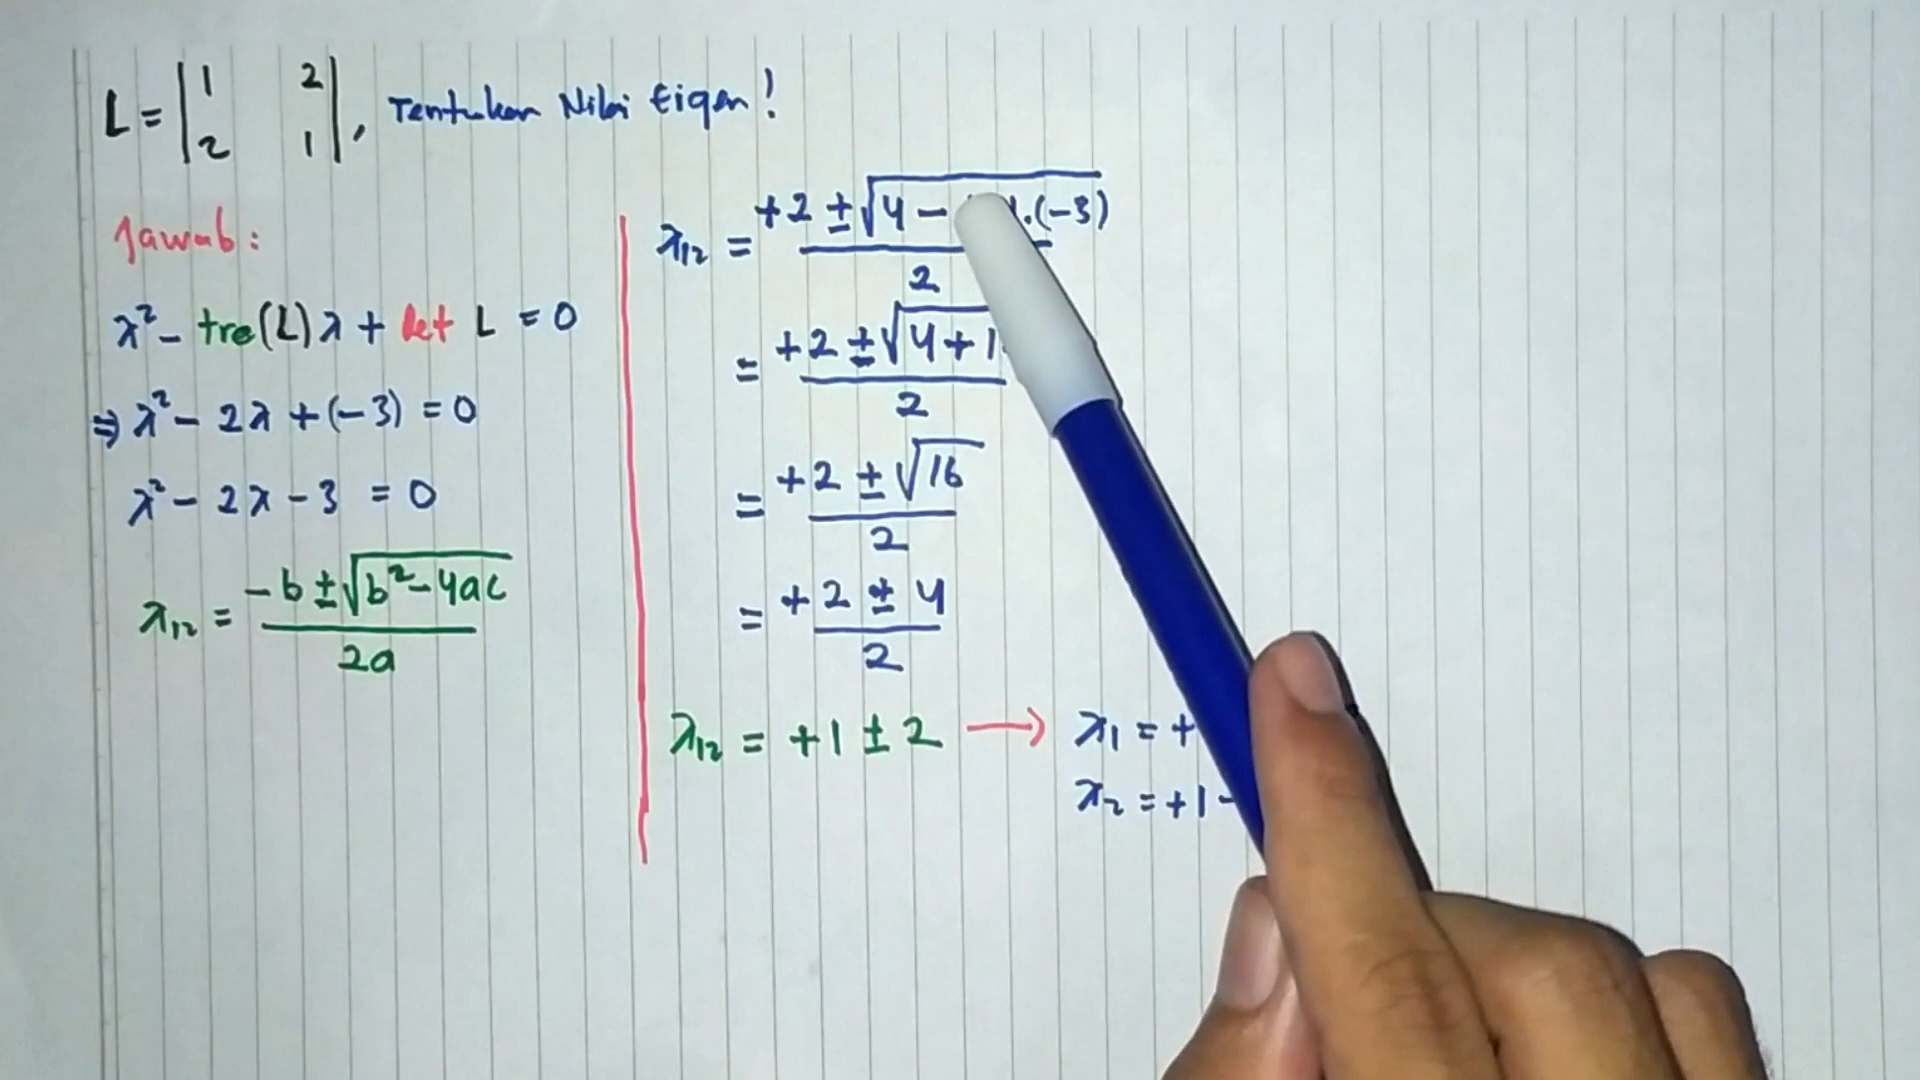 L = |1 2|
|2 1| , Tentukan Nilai Eigen!
Jawab :
λ² - tre(L) λ + det L = 0
⇒ λ² - 2λ + (-3) = 0
λ² - 2λ - 3 = 0
λ₁₂ = (-b ± √(b² - 4ac)) / 2a
λ₁₂ = +2 ± √4 - .(-3)
2
= +2 ± √4 + 1
2
= +2 ± √16
2
= +2 ± 4
2
λ₁₂ = +1 ± 2 → λ₁ = +
λ₂ = +1 -